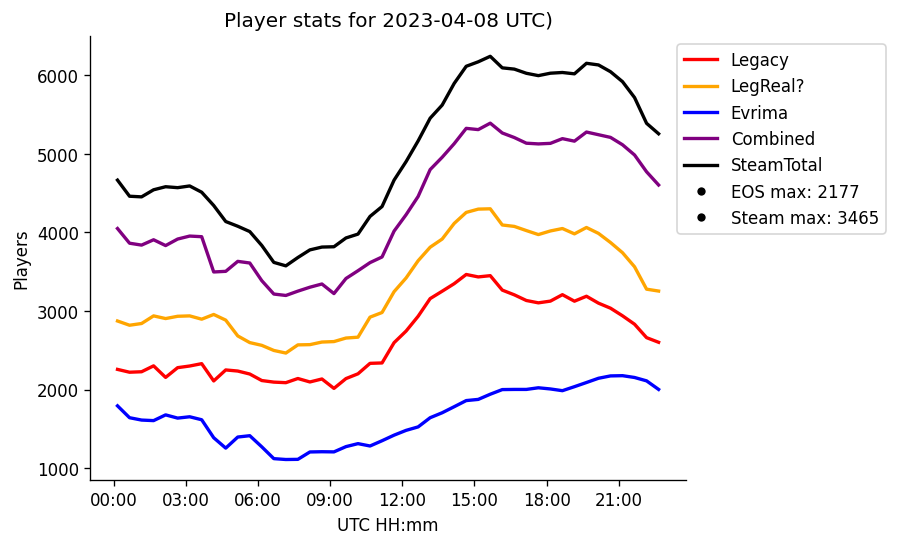 Player stats for 2023-04-08 UTC)
Legacy
LegReal?
Evrima
Combined
SteamTotal
EOS max: 2177
Steam max: 3465
Players
6000
5000
4000
3000
2000
1000
00:00 03:00 06:00 09:00 12:00 15:00 18:00 21:00
UTC HH:mm